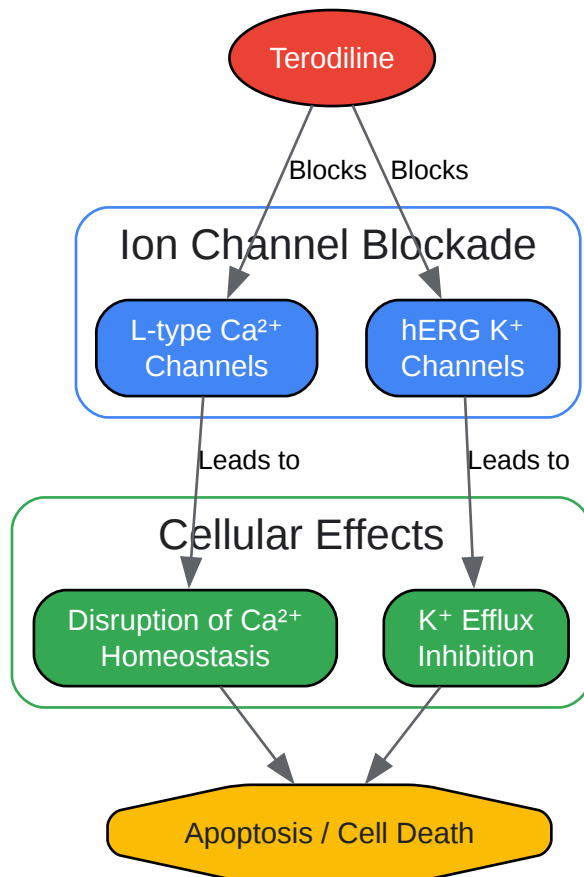 Terodiline
Blocks
Blocks
Ion Channel Blockade
L-type Ca²⁺
Channels
hERG K⁺
Channels
Leads to
Leads to
Cellular Effects
Disruption of Ca²⁺
Homeostasis
K⁺ Efflux
Inhibition
Apoptosis / Cell Death